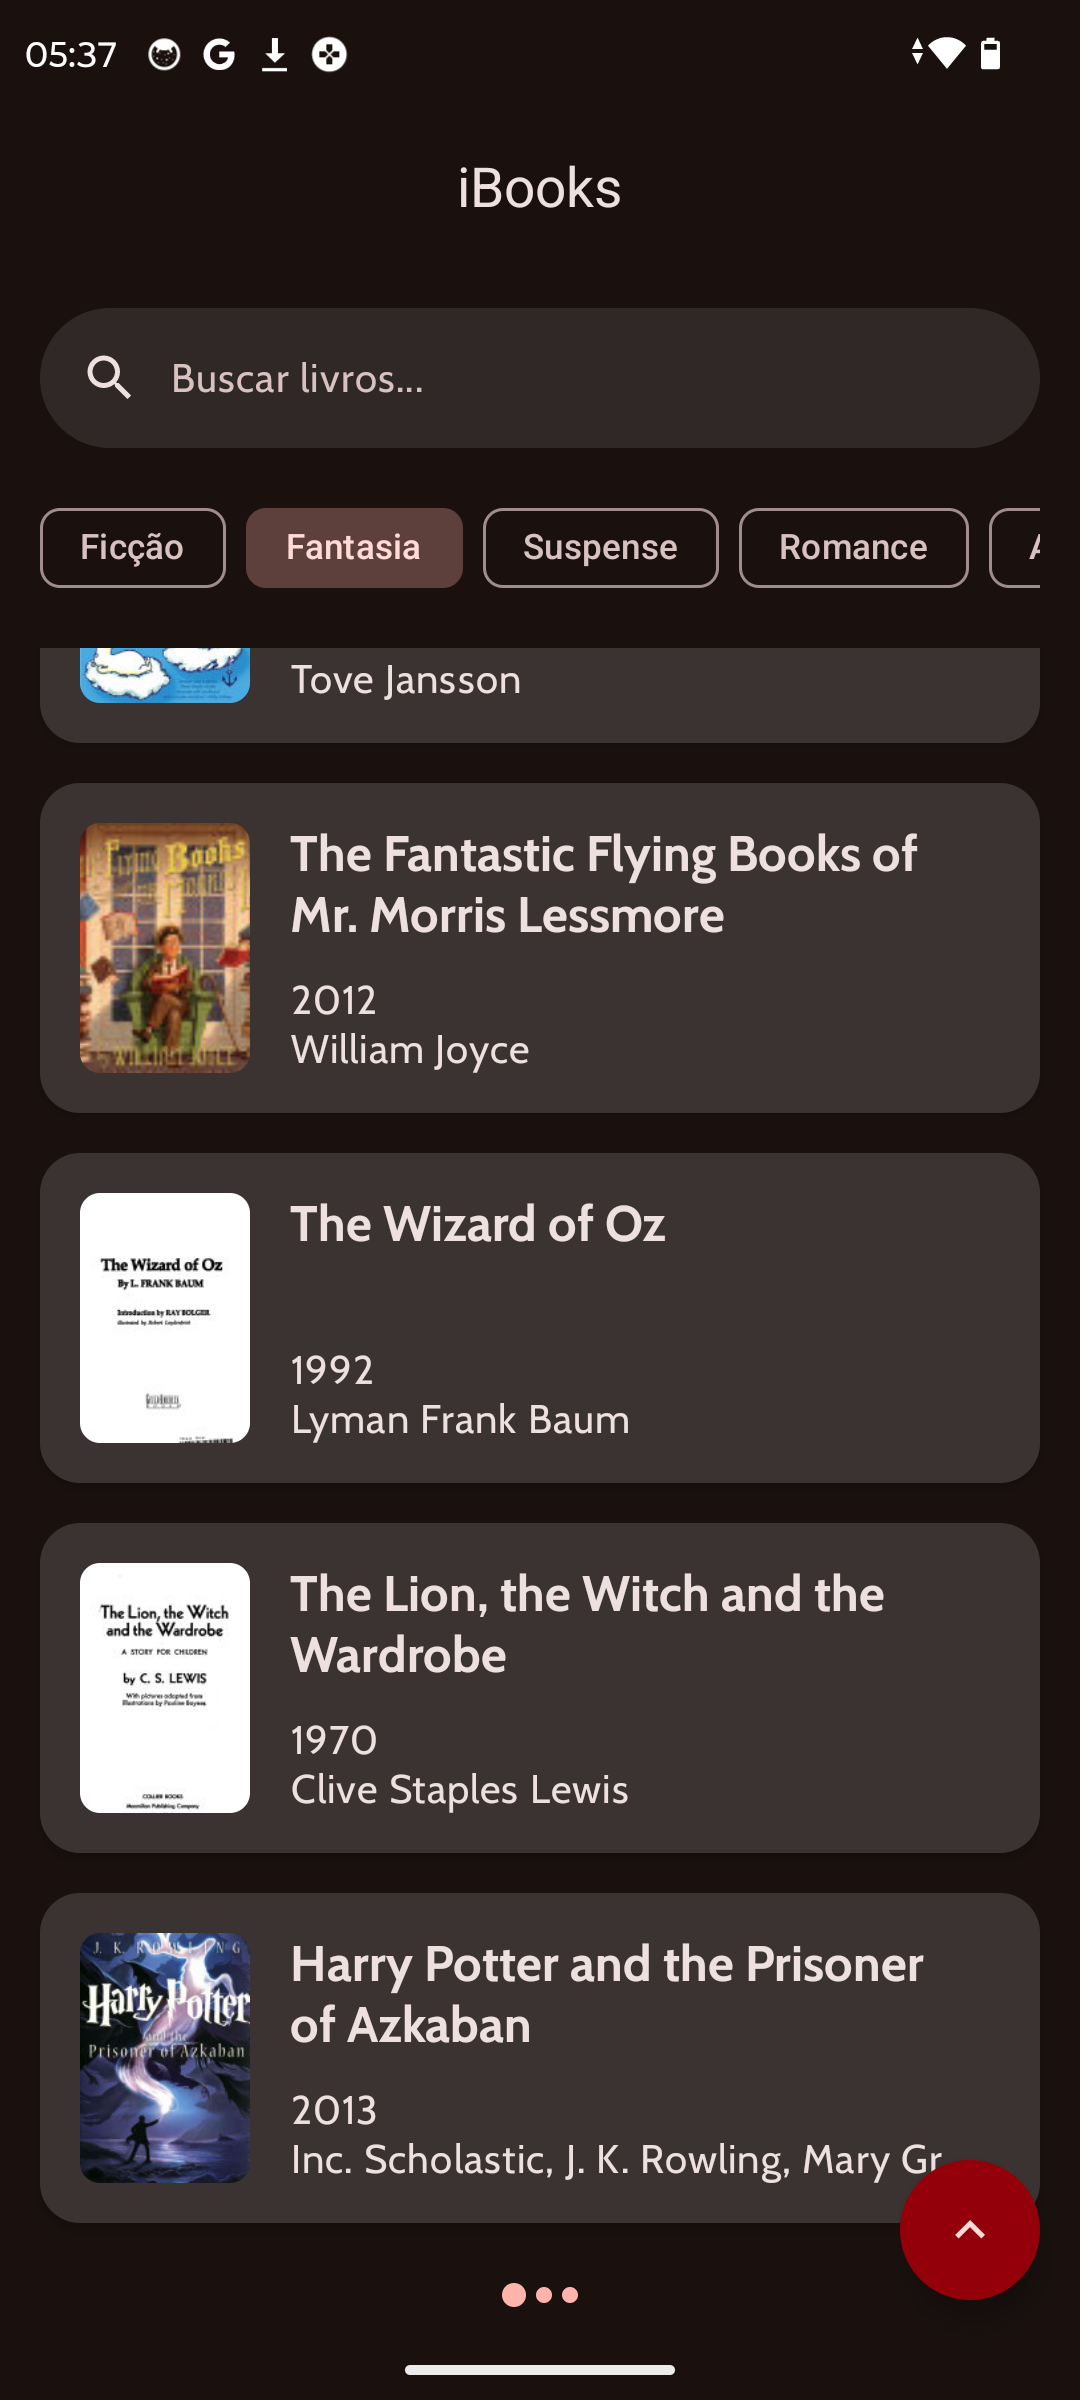 05:37
iBooks
Buscar livros...
Ficção Fantasia Suspense Romance A
Tove Jansson
Flying Books
The Fantastic Flying Books of
Mr. Morris Lessmore
2012
William Joyce
WILLIAM JOYCE
The Wizard of Oz
The Wizard of Oz
By L. FRANK BAUM
Introduction by RAY BOLGER
1992
Lyman Frank Baum
The Lion, the Witch and the
Wardrobe
The Lion, the Witch
and the Wardrobe
A STORY FOR CHILDREN
by C. S. LEWIS
With pictures adapted from
Illustrations by Pauline Baynes
COLLIER BOOKS
Macmillan Publishing Company
1970
Clive Staples Lewis
Harry Potter and the Prisoner
of Azkaban
J. K. ROWLING
Harry Potter
and the
Prisoner of Azkaban
2013
Inc. Scholastic, J. K. Rowling, Mary Gr